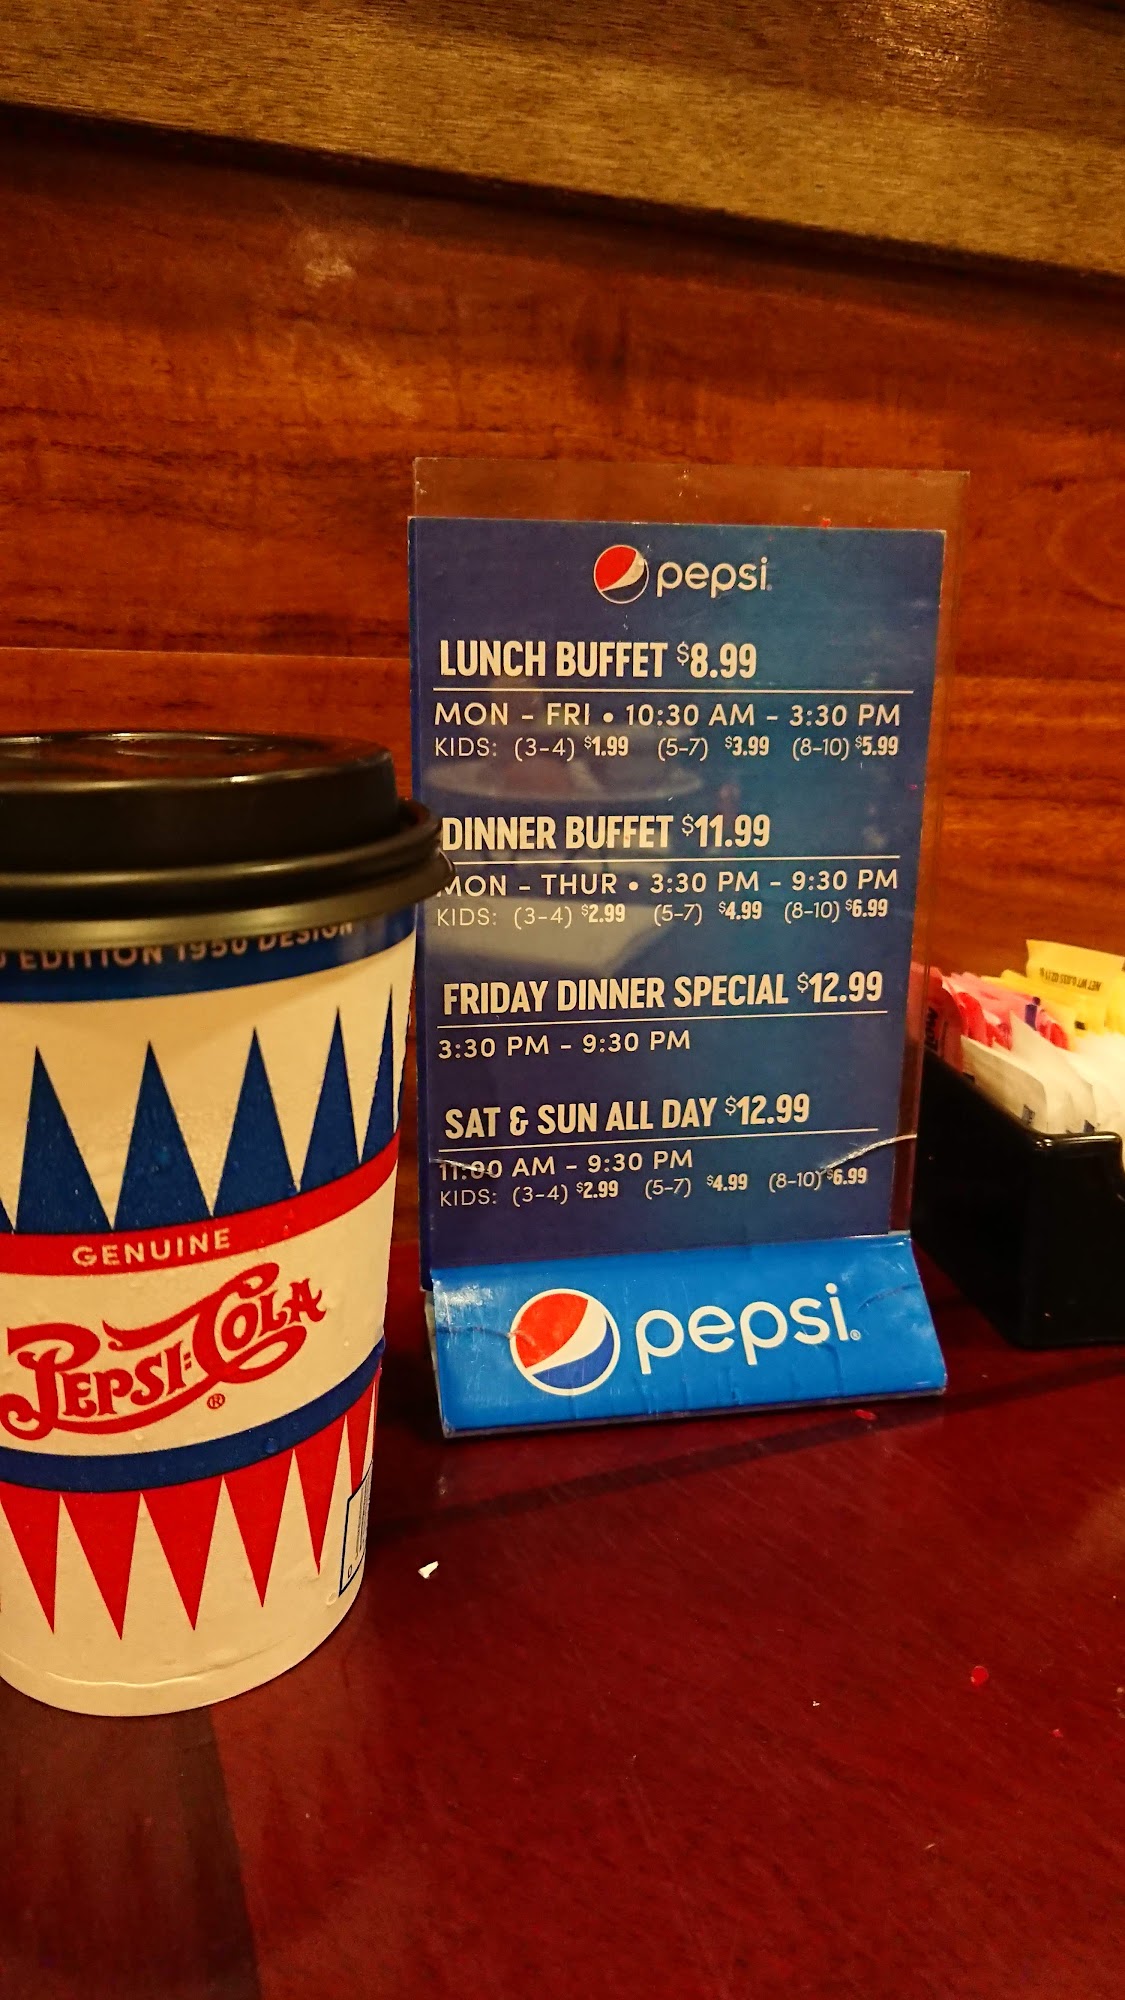 pepsi
LUNCH BUFFET $8.99
MON - FRI • 10:30 AM - 3:30 PM
KIDS: (3-4) $1.99 (5-7) $3.99 (8-10) $5.99
DINNER BUFFET $11.99
MON - THUR • 3:30 PM - 9:30 PM
KIDS: (3-4) $2.99 (5-7) $4.99 (8-10) $6.99
FRIDAY DINNER SPECIAL $12.99
3:30 PM - 9:30 PM
SAT & SUN ALL DAY $12.99
11:00 AM - 9:30 PM
KIDS: (3-4) $2.99 (5-7) $4.99 (8-10) $6.99
pepsi®
EDITION 1950 DESIGN
GENUINE
PEPSI-COLA®